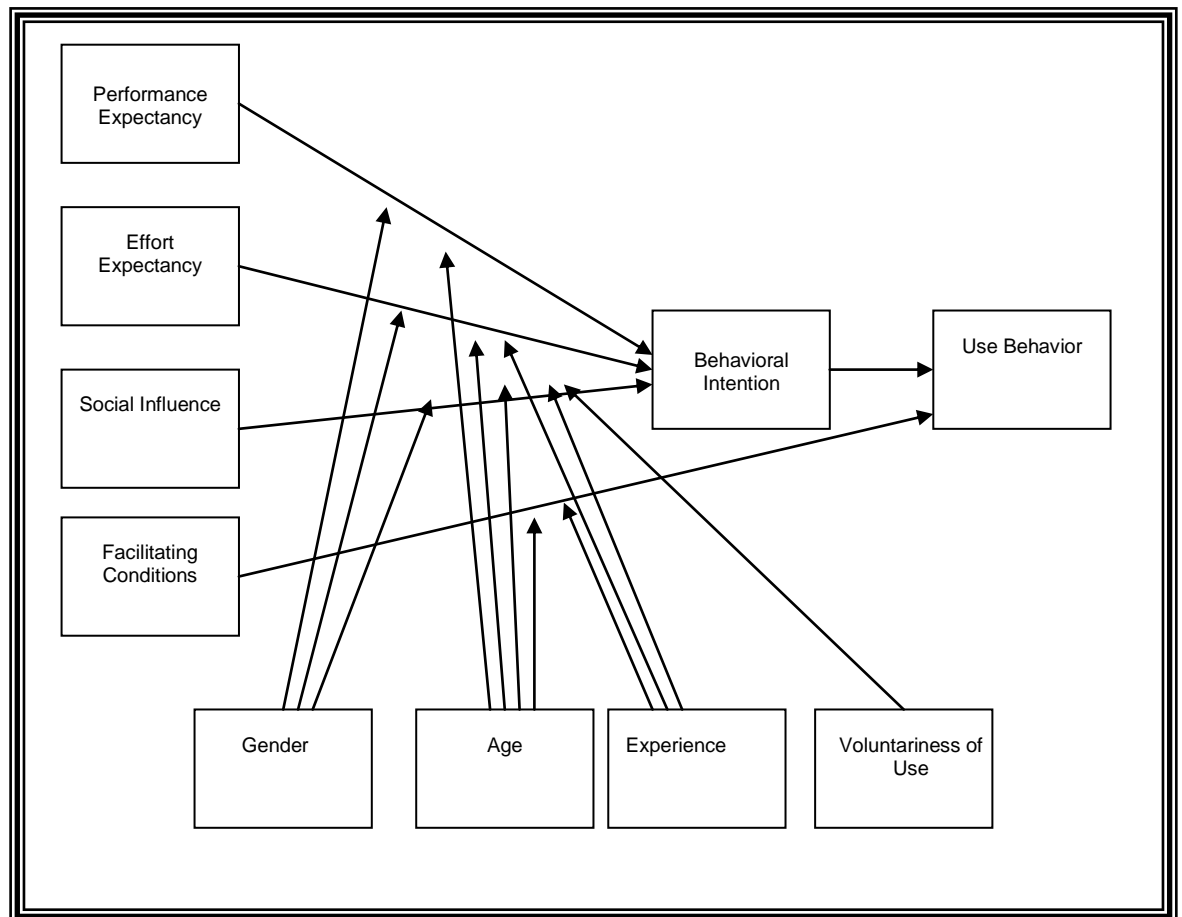 Performance
Expectancy
Effort
Expectancy
Social Influence
Facilitating
Conditions
Behavioral
Intention
Use Behavior
Gender
Age
Experience
Voluntariness of
Use